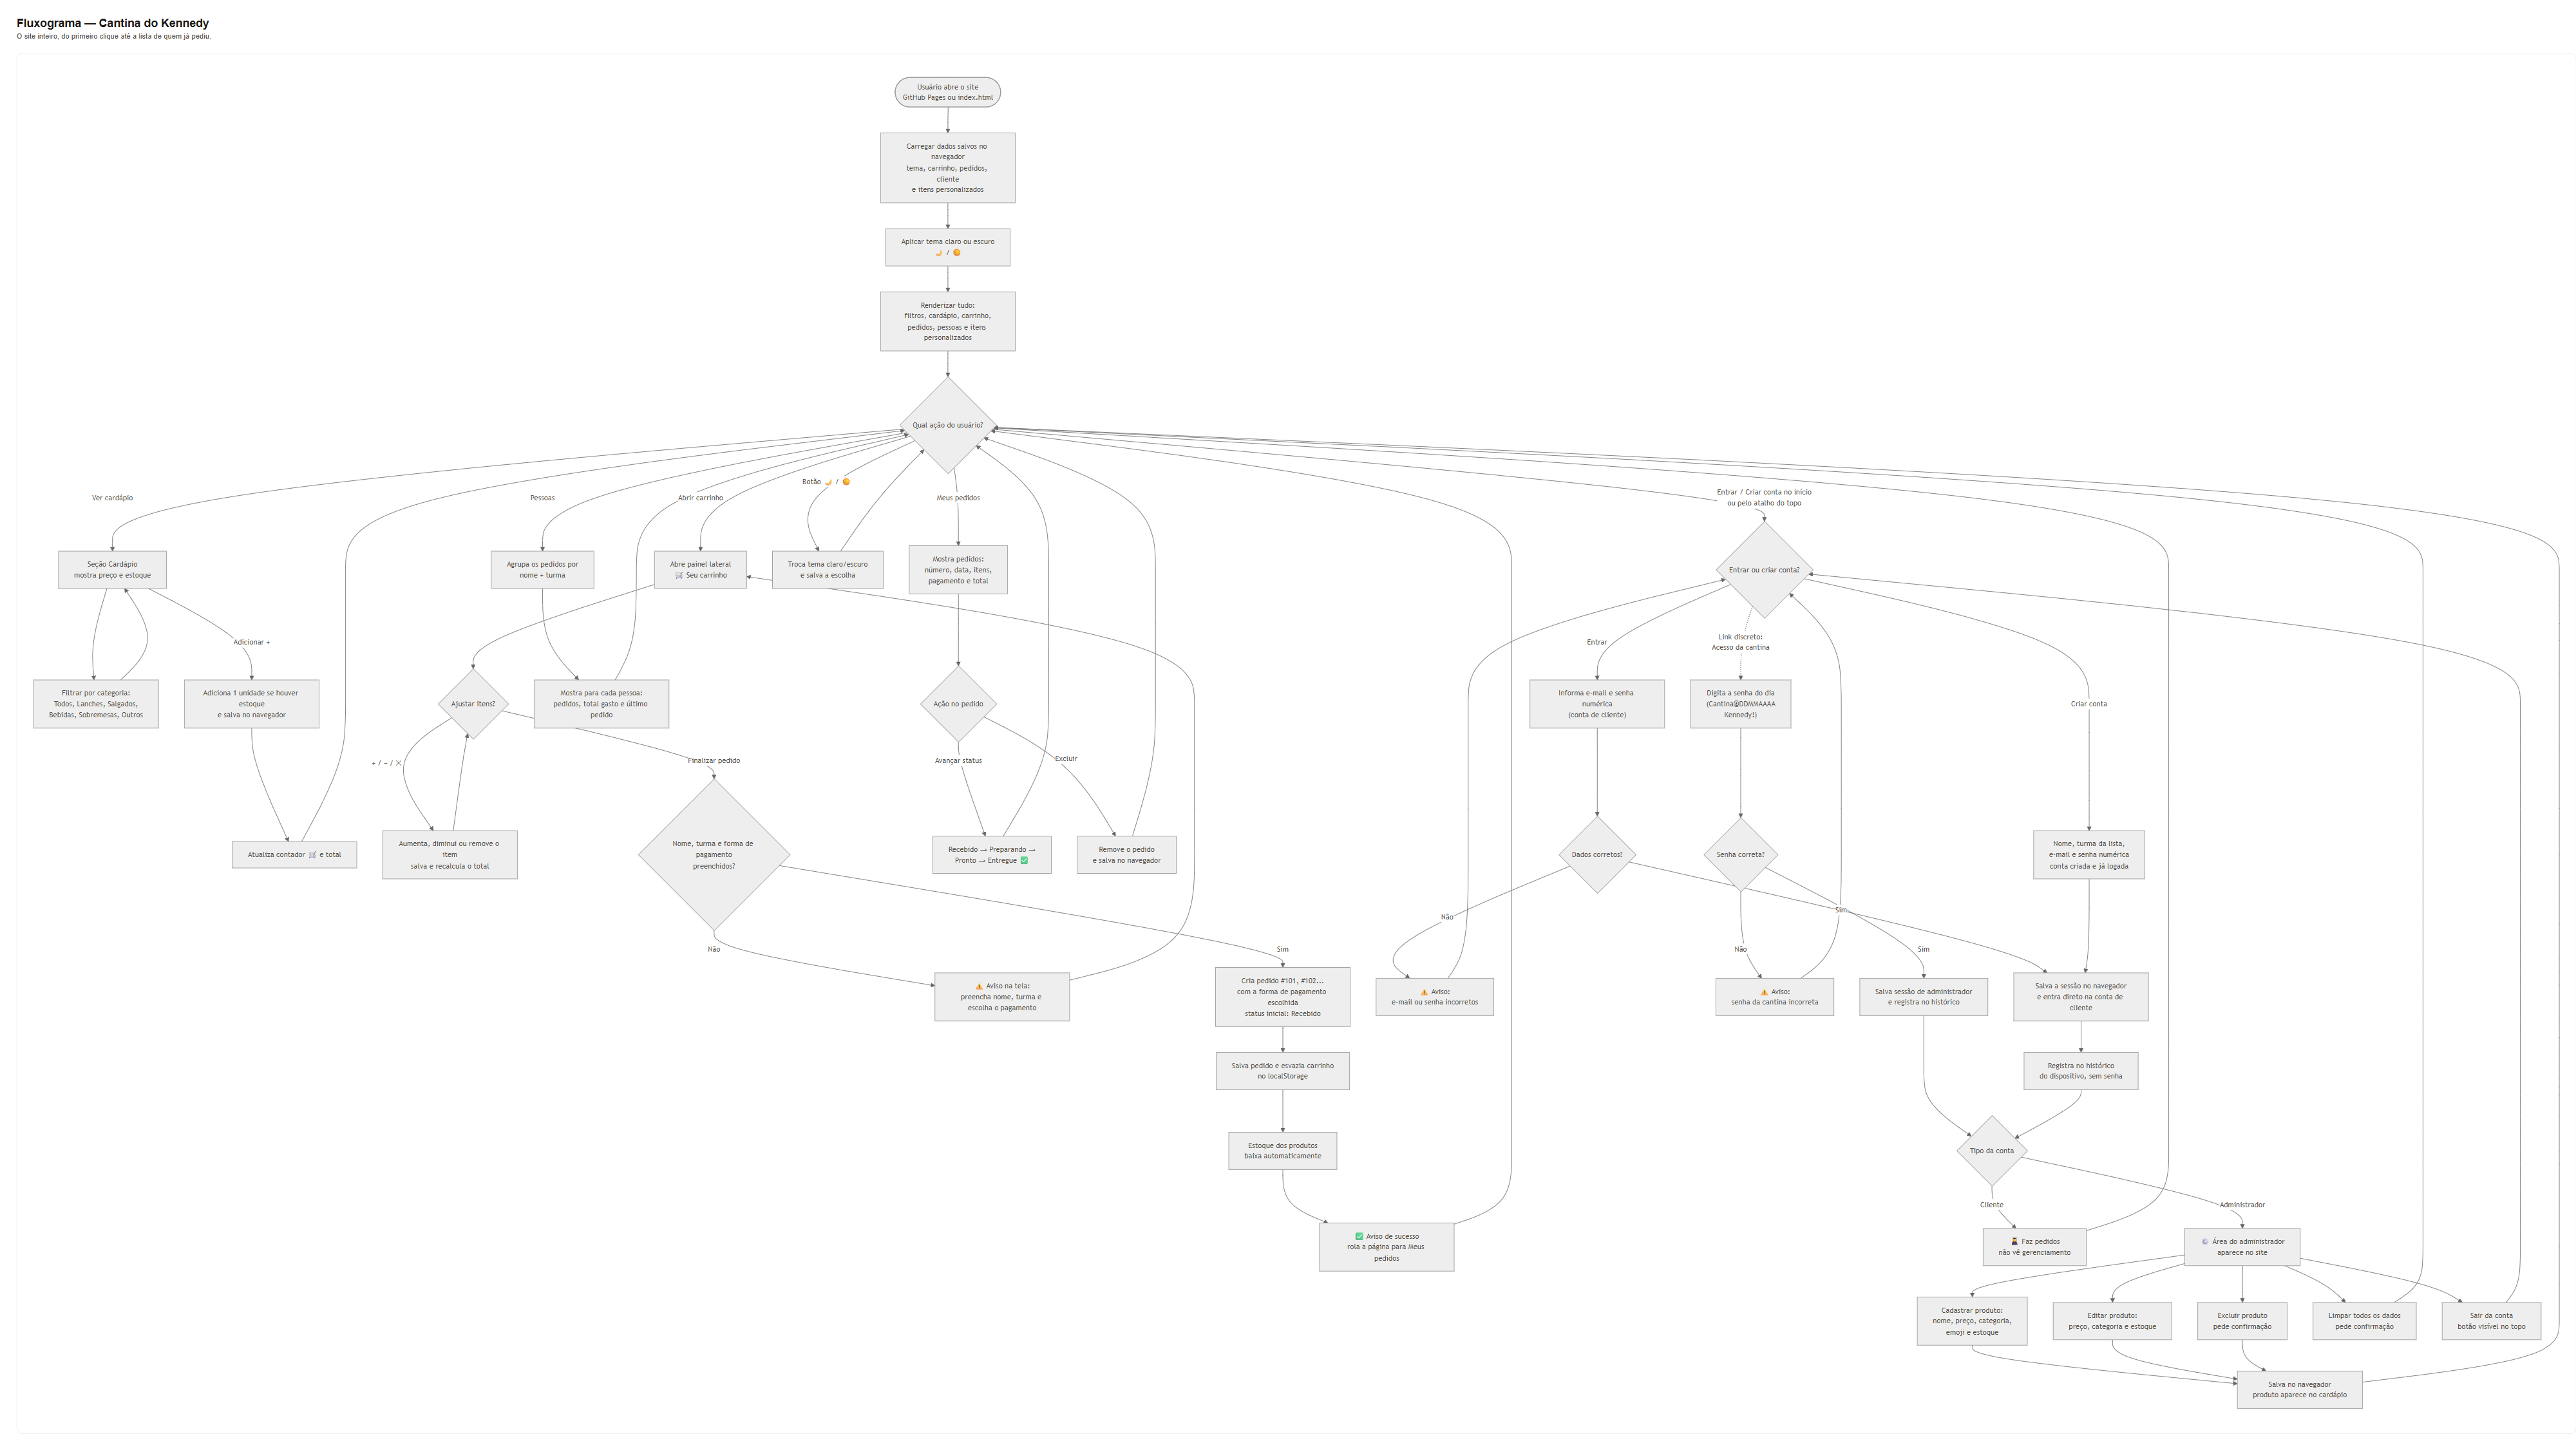 Fluxograma — Cantina do Kennedy
O site inteiro, do primeiro clique até a lista de quem já pediu.
Usuário abre o site
GitHub Pages ou index.html
Carregar dados salvos no
navegador
tema, carrinho, pedidos,
cliente
e itens personalizados
Aplicar tema claro ou escuro
🌙 / 🌞
Renderizar tudo:
filtros, cardápio, carrinho,
pedidos, pessoas e itens
personalizados
Qual ação do usuário?
Ver cardápio
Pessoas
Abrir carrinho
Botão 🌙 / 🌞
Meus pedidos
Entrar / Criar conta no início
ou pelo atalho do topo
Seção Cardápio
mostra preço e estoque
Agrupa os pedidos por
nome + turma
Abre painel lateral
🛒 Seu carrinho
Troca tema claro/escuro
e salva a escolha
Mostra pedidos:
número, data, itens,
pagamento e total
Entrar ou criar conta?
Adicionar +
Entrar
Link discreto:
Acesso da cantina
Criar conta
Filtrar por categoria:
Todos, Lanches, Salgados,
Bebidas, Sobremesas, Outros
Adiciona 1 unidade se houver
estoque
e salva no navegador
Ajustar itens?
Mostra para cada pessoa:
pedidos, total gasto e último
pedido
Ação no pedido
Informa e-mail e senha
numérica
(conta de cliente)
Digita a senha do dia
(Cantina@DDMMAAAA
Kennedy!)
+ / − / ✕
Finalizar pedido
Avançar status
Excluir
Atualiza contador 🛒 e total
Aumenta, diminui ou remove o
item
salva e recalcula o total
Nome, turma e forma de
pagamento
preenchidos?
Recebido → Preparando →
Pronto → Entregue ✅
Remove o pedido
e salva no navegador
Dados corretos?
Senha correta?
Nome, turma da lista,
e-mail e senha numérica
conta criada e já logada
Não
Sim
Não
Sim
Não
Sim
⚠️ Aviso na tela:
preencha nome, turma e
escolha o pagamento
Cria pedido #101, #102...
com a forma de pagamento
escolhida
status inicial: Recebido
⚠️ Aviso:
e-mail ou senha incorretos
⚠️ Aviso:
senha da cantina incorreta
Salva sessão de administrador
e registra no histórico
Salva a sessão no navegador
e entra direto na conta de
cliente
Salva pedido e esvazia carrinho
no localStorage
Registra no histórico
do dispositivo, sem senha
Estoque dos produtos
baixa automaticamente
Tipo da conta
Cliente
Administrador
✅ Aviso de sucesso
rola a página para Meus
pedidos
Faz pedidos
não vê gerenciamento
Área do administrador
aparece no site
Cadastrar produto:
nome, preço, categoria,
emoji e estoque
Editar produto:
preço, categoria e estoque
Excluir produto
pede confirmação
Limpar todos os dados
pede confirmação
Sair da conta
botão visível no topo
Salva no navegador
produto aparece no cardápio